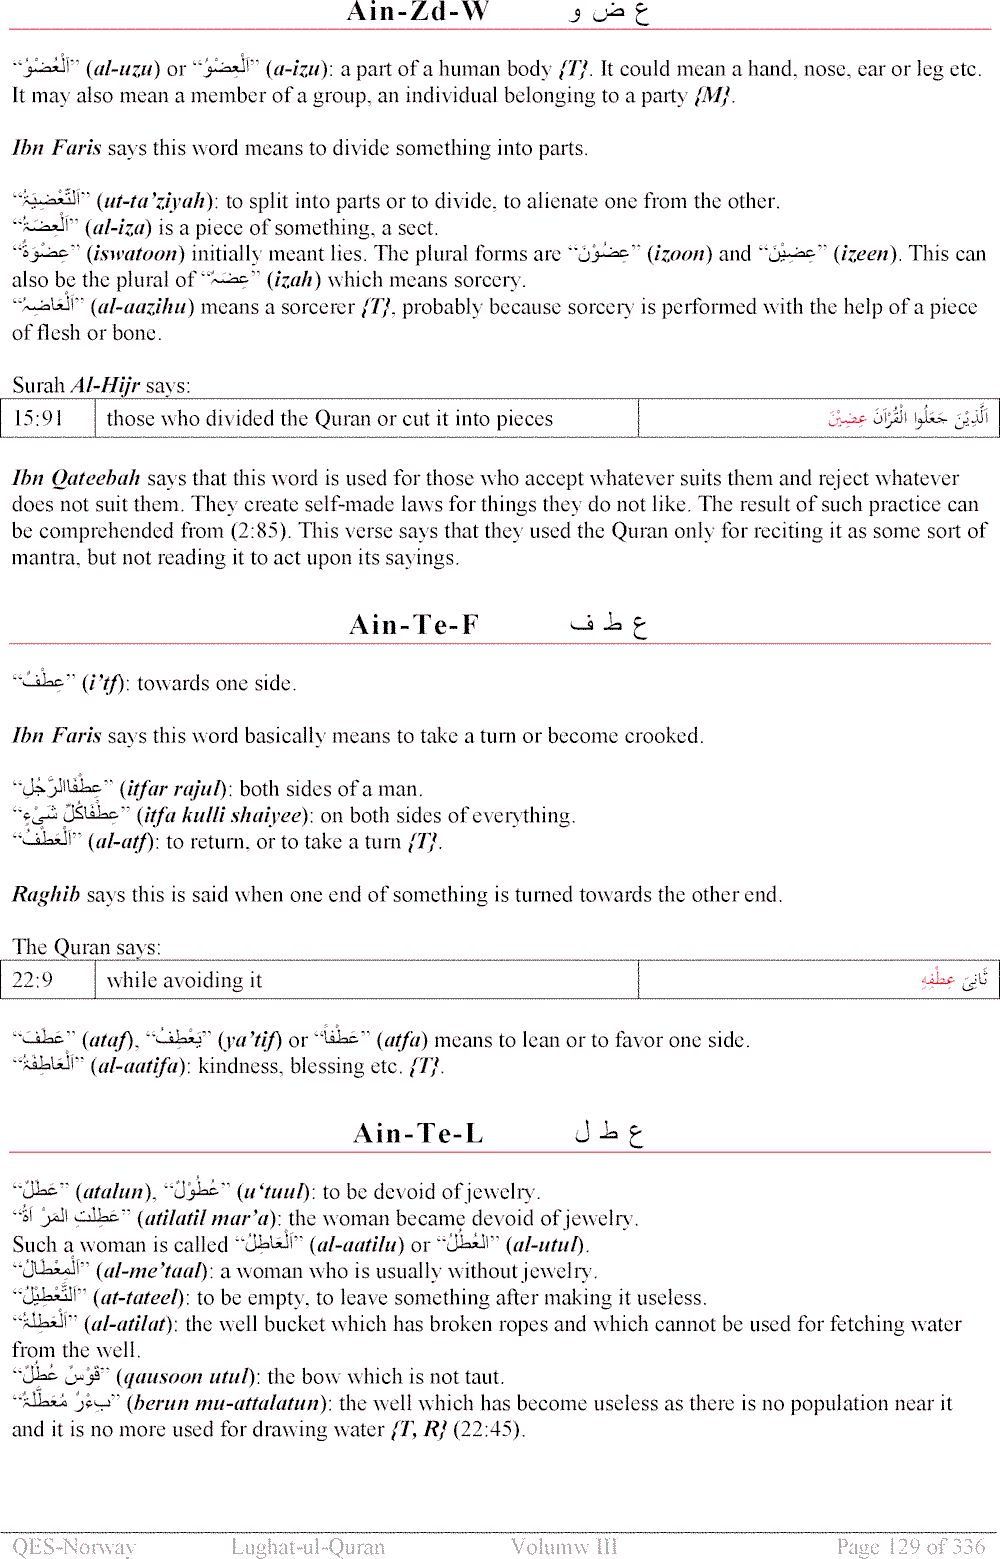 Ain-Zd-W ع ض و
“اَلْعُضْوُ” (al-uzu) or “اَلْعِضْوُ” (a-izu): a part of a human body {T}. It could mean a hand, nose, ear or leg etc.
It may also mean a member of a group, an individual belonging to a party {M}.
Ibn Faris says this word means to divide something into parts.
“اَلتَّعْضِيَۃُ” (ut-ta’ziyah): to split into parts or to divide, to alienate one from the other.
“اَلْعِضَۃُ” (al-iza) is a piece of something, a sect.
“عِضْوَۃٌ” (iswatoon) initially meant lies. The plural forms are “عِضُوْنَ” (izoon) and “عِضِيْنَ” (izeen). This can
also be the plural of “عِضَہٌ” (izah) which means sorcery.
“اَلْعَاضِہُ” (al-aazihu) means a sorcerer {T}, probably because sorcery is performed with the help of a piece
of flesh or bone.
Surah Al-Hijr says:
15:91 those who divided the Quran or cut it into pieces اَلَّذِيْنَ جَعَلُوا الْقُرْاٰنَ عِضِيْنَ
Ibn Qateebah says that this word is used for those who accept whatever suits them and reject whatever
does not suit them. They create self-made laws for things they do not like. The result of such practice can
be comprehended from (2:85). This verse says that they used the Quran only for reciting it as some sort of
mantra, but not reading it to act upon its sayings.
Ain-Te-F ع ط ف
“عِطْفُ” (i’tf): towards one side.
Ibn Faris says this word basically means to take a turn or become crooked.
“عِطْفَاالرَّجُلِ” (itfar rajul): both sides of a man.
“عِطْفَاکُلِّ شَیْءٍ” (itfa kulli shaiyee): on both sides of everything.
“اَلْعَطْفُ” (al-atf): to return, or to take a turn {T}.
Raghib says this is said when one end of something is turned towards the other end.
The Quran says:
22:9 while avoiding it ثَانِیَ عِطْفِہٖ
“عَطَفَ” (ataf), “يَعْطِفُ” (ya’tif) or “عَطْفاً” (atfa) means to lean or to favor one side.
“اَلْعَاطِفَۃُ” (al-aatifa): kindness, blessing etc. {T}.
Ain-Te-L ع ط ل
“عَطَلٌ” (atalun), “عُطُوْلٌ” (u‘tuul): to be devoid of jewelry.
“عَطِلَتِ المَرْ اَۃُ” (atilatil mar’a): the woman became devoid of jewelry.
Such a woman is called “اَلْعَاطِلُ” (al-aatilu) or “العُطُلُ” (al-utul).
“اَلْمِعْطَالُ” (al-me’taal): a woman who is usually without jewelry.
“اَلتَّعْطِيْلُ” (at-tateel): to be empty, to leave something after making it useless.
“اَلْعَطِلَۃُ” (al-atilat): the well bucket which has broken ropes and which cannot be used for fetching water
from the well.
“قَوْسٌ عُطُلٌ” (qausoon utul): the bow which is not taut.
“بِءْرٌ مُعَطَّلَۃٌ” (berun mu-attalatun): the well which has become useless as there is no population near it
and it is no more used for drawing water {T, R} (22:45).
QES-Norway Lughat-ul-Quran Volumw III Page 129 of 336